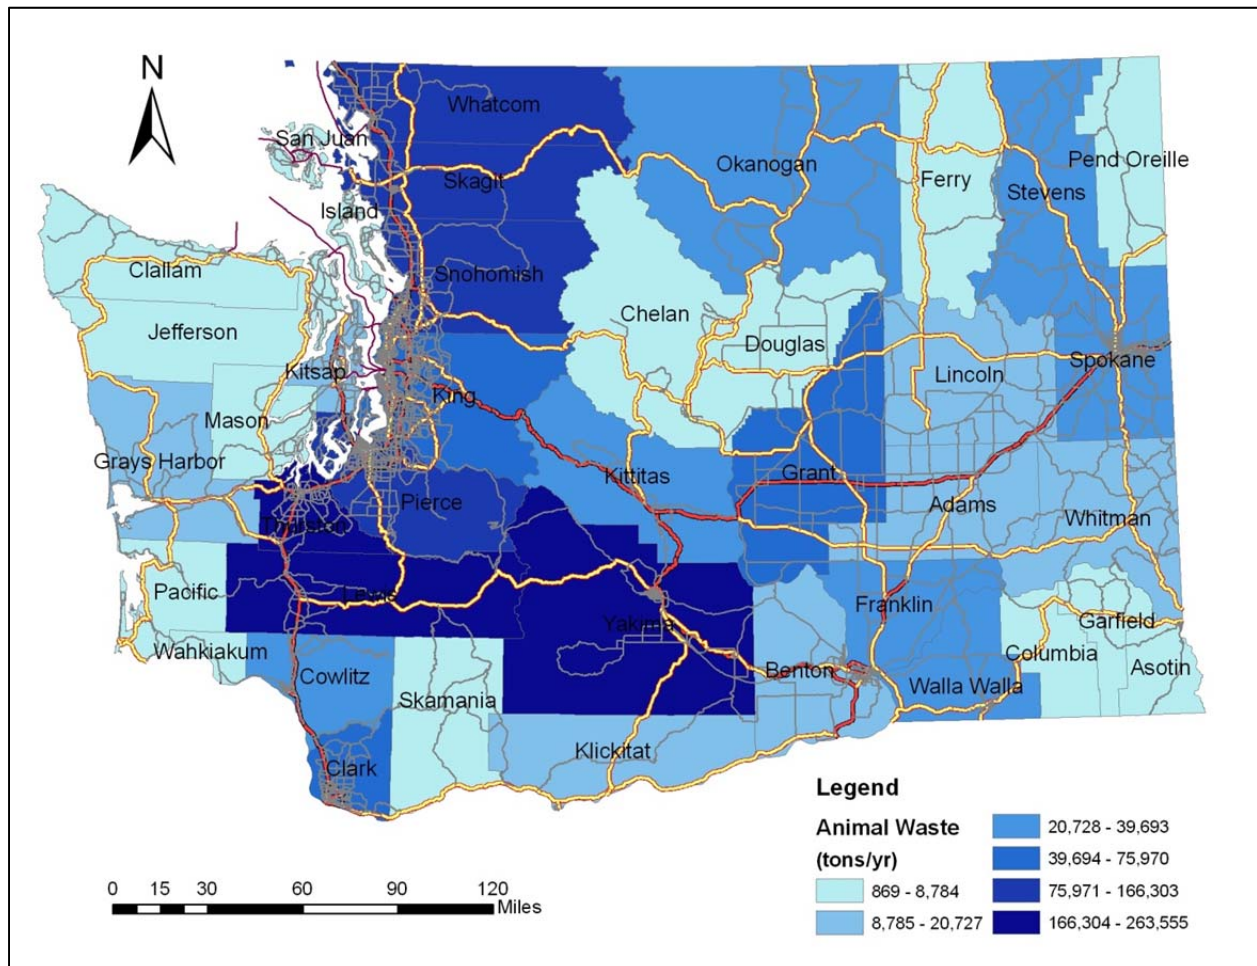 N
Whatcom
San Juan
Skagit
Okanogan
Ferry
Pend Oreille
Stevens
Island
Clallam
Snohomish
Jefferson
Chelan
Douglas
Kitsap
King
Lincoln
Spokane
Mason
Grays Harbor
Kittitas
Grant
Pierce
Adams
Whitman
Thurston
Pacific
Lewis
Yakima
Franklin
Garfield
Wahkiakum
Cowlitz
Skamania
Benton
Columbia
Asotin
Walla Walla
Klickitat
Clark
Legend
Animal Waste
(tons/yr)
869 - 8,784
8,785 - 20,727
20,728 - 39,693
39,694 - 75,970
75,971 - 166,303
166,304 - 263,555
0 15 30 60 90 120
Miles